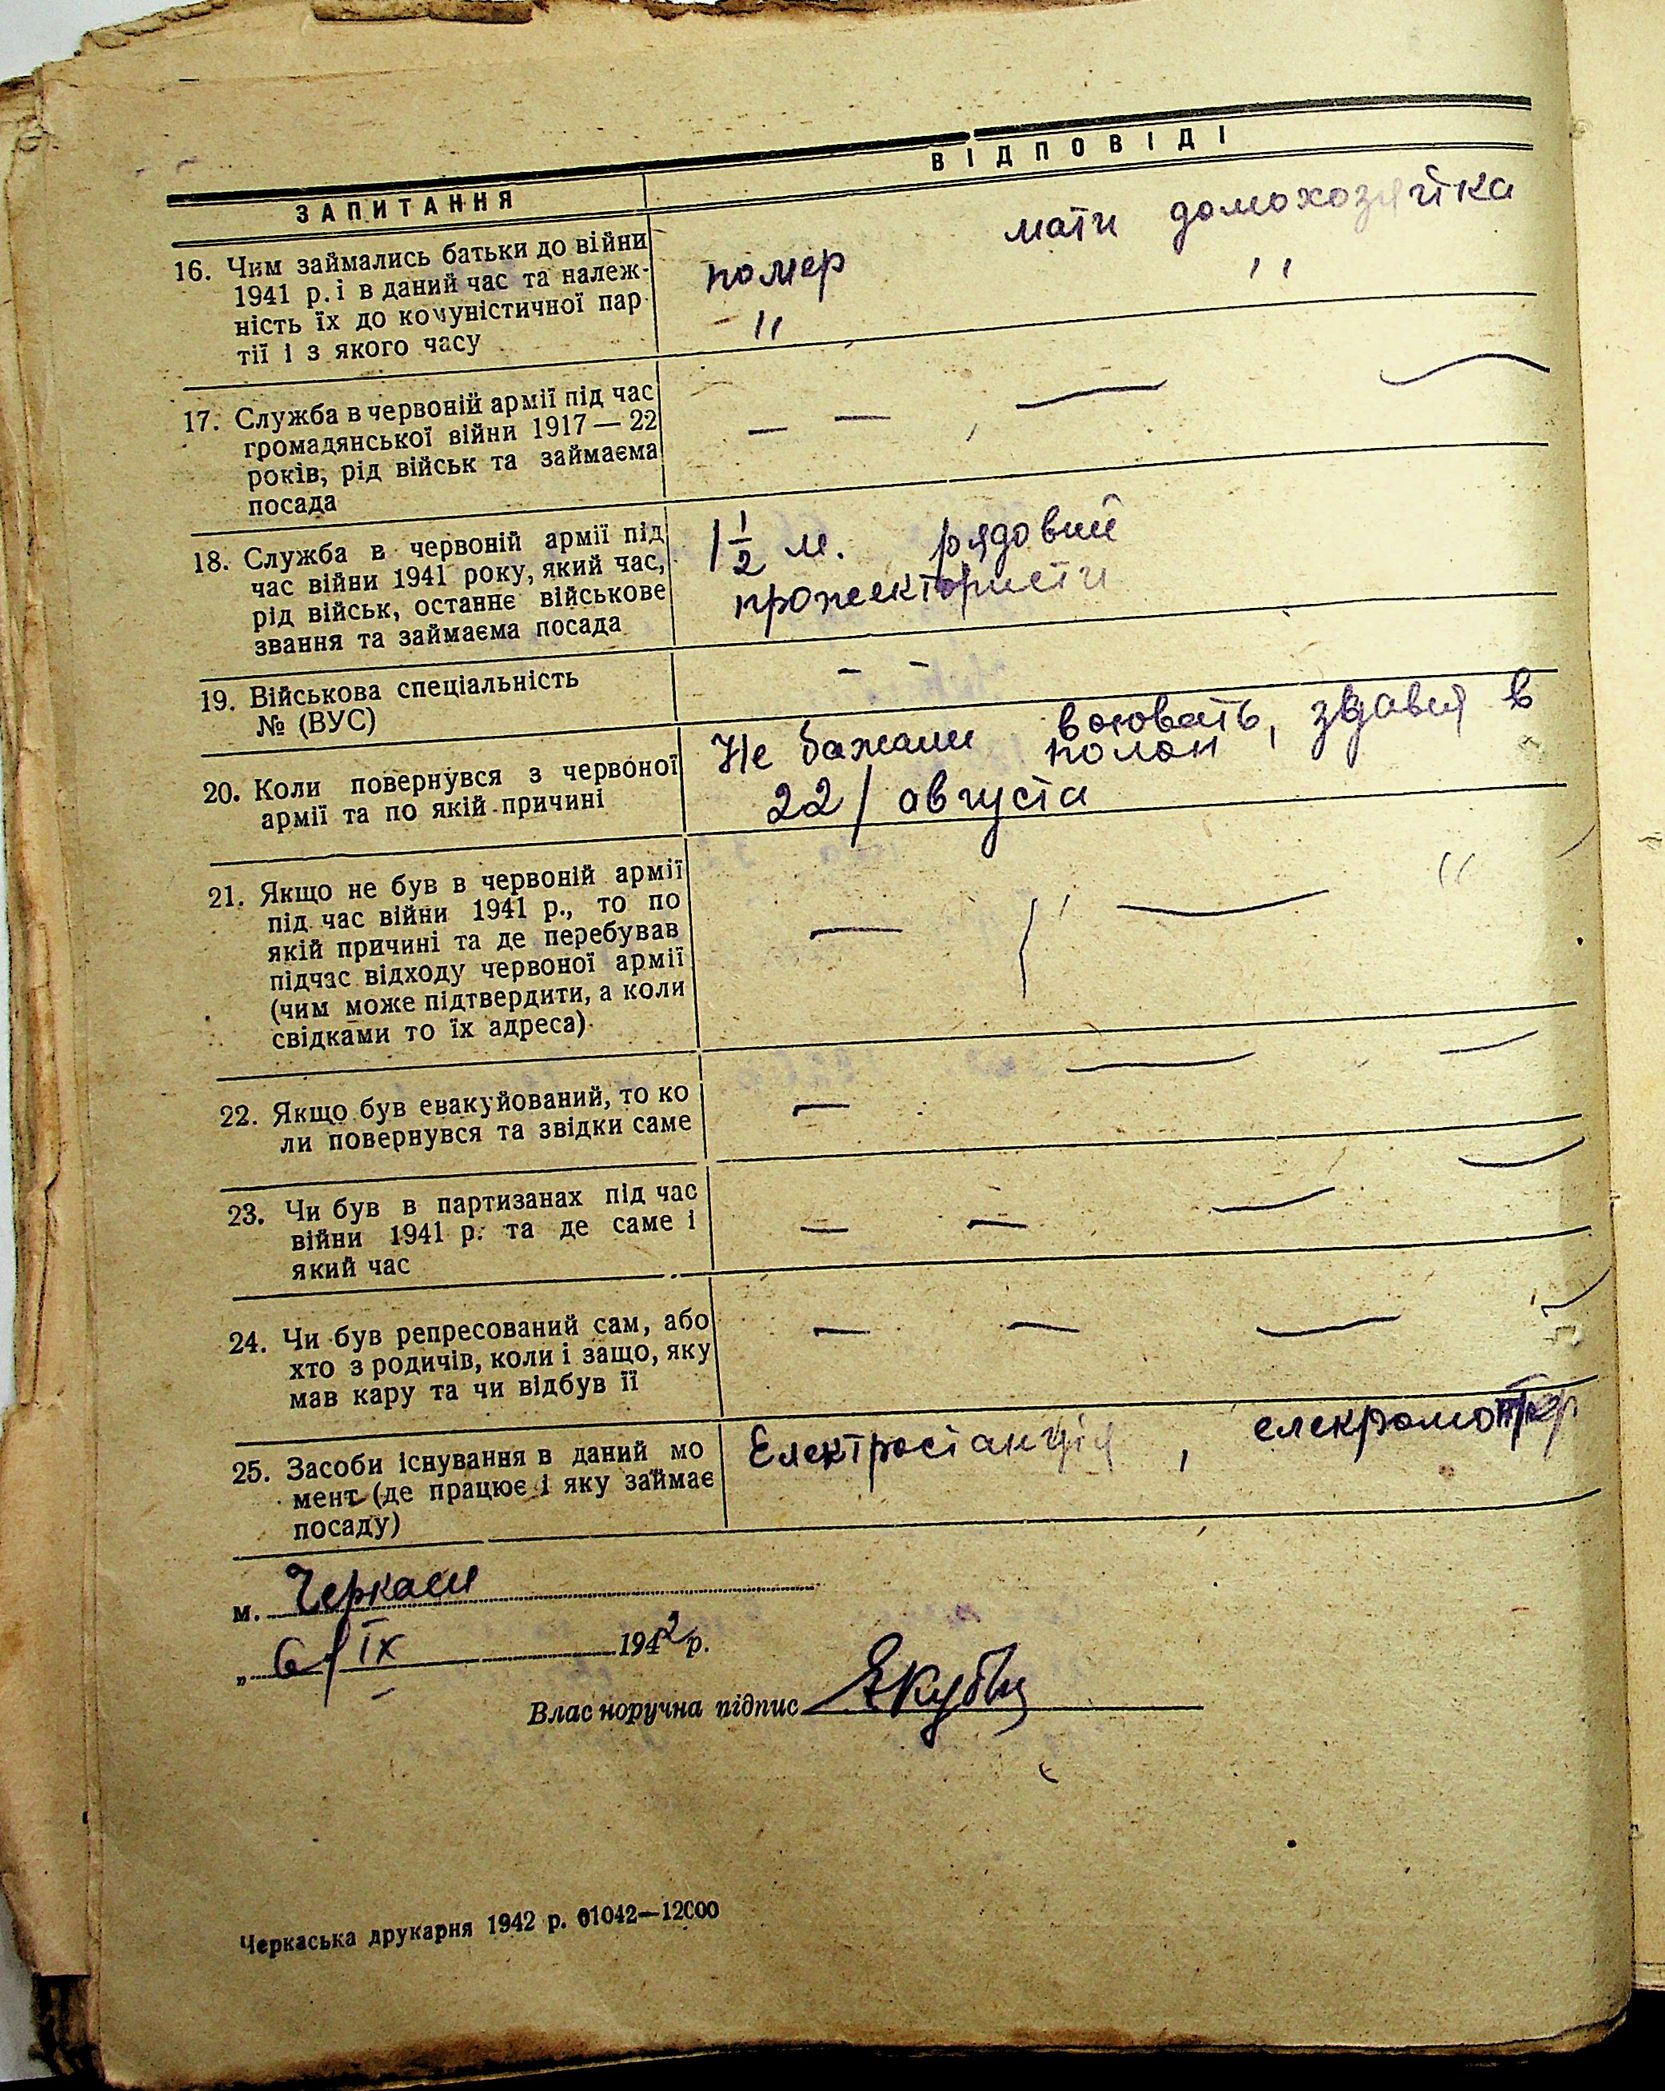 ЗАПИТАННЯ
ВІДПОВІДІ
16. Чим займались батьки до війни
1941 р. і в даний час та належ-
ність їх до комуністичної пар-
тії і з якого часу
мати домохозяйка
помер "
"
17. Служба в червоній армії під час
громадянської війни 1917 — 22
років, рід військ та займаєма
посада
— — — —
18. Служба в червоній армії під
час війни 1941 року, який час,
рід військ, останнє військове
звання та займаєма посада
1 1/2 м. рядовий
прожектористи
19. Військова спеціальність
№ (ВУС)
— —
20. Коли повернувся з червоної
армії та по якій причині
Не бажали воювать, здався в
полон
22/ августа
21. Якщо не був в червоній армії
під час війни 1941 р., то по
якій причині та де перебував
підчас відходу червоної армії
(чим може підтвердити, а коли
свідками то їх адреса)
— — "
22. Якщо був евакуйований, то ко
ли повернувся та звідки саме
— — —
23. Чи був в партизанах під час
війни 1941 р. та де саме і
який час
— — — —
24. Чи був репресований сам, або
хто з родичів, коли і защо, яку
мав кару та чи відбув її
— — — —
25. Засоби існування в даний мо
мент (де працює і яку займає
посаду)
Електростанція, елекромонтер
м. Черкаси
„ 6/IX 1942 р.
Власноручна підпис Якубець
Черкаська друкарня 1942 р. 01042—12000